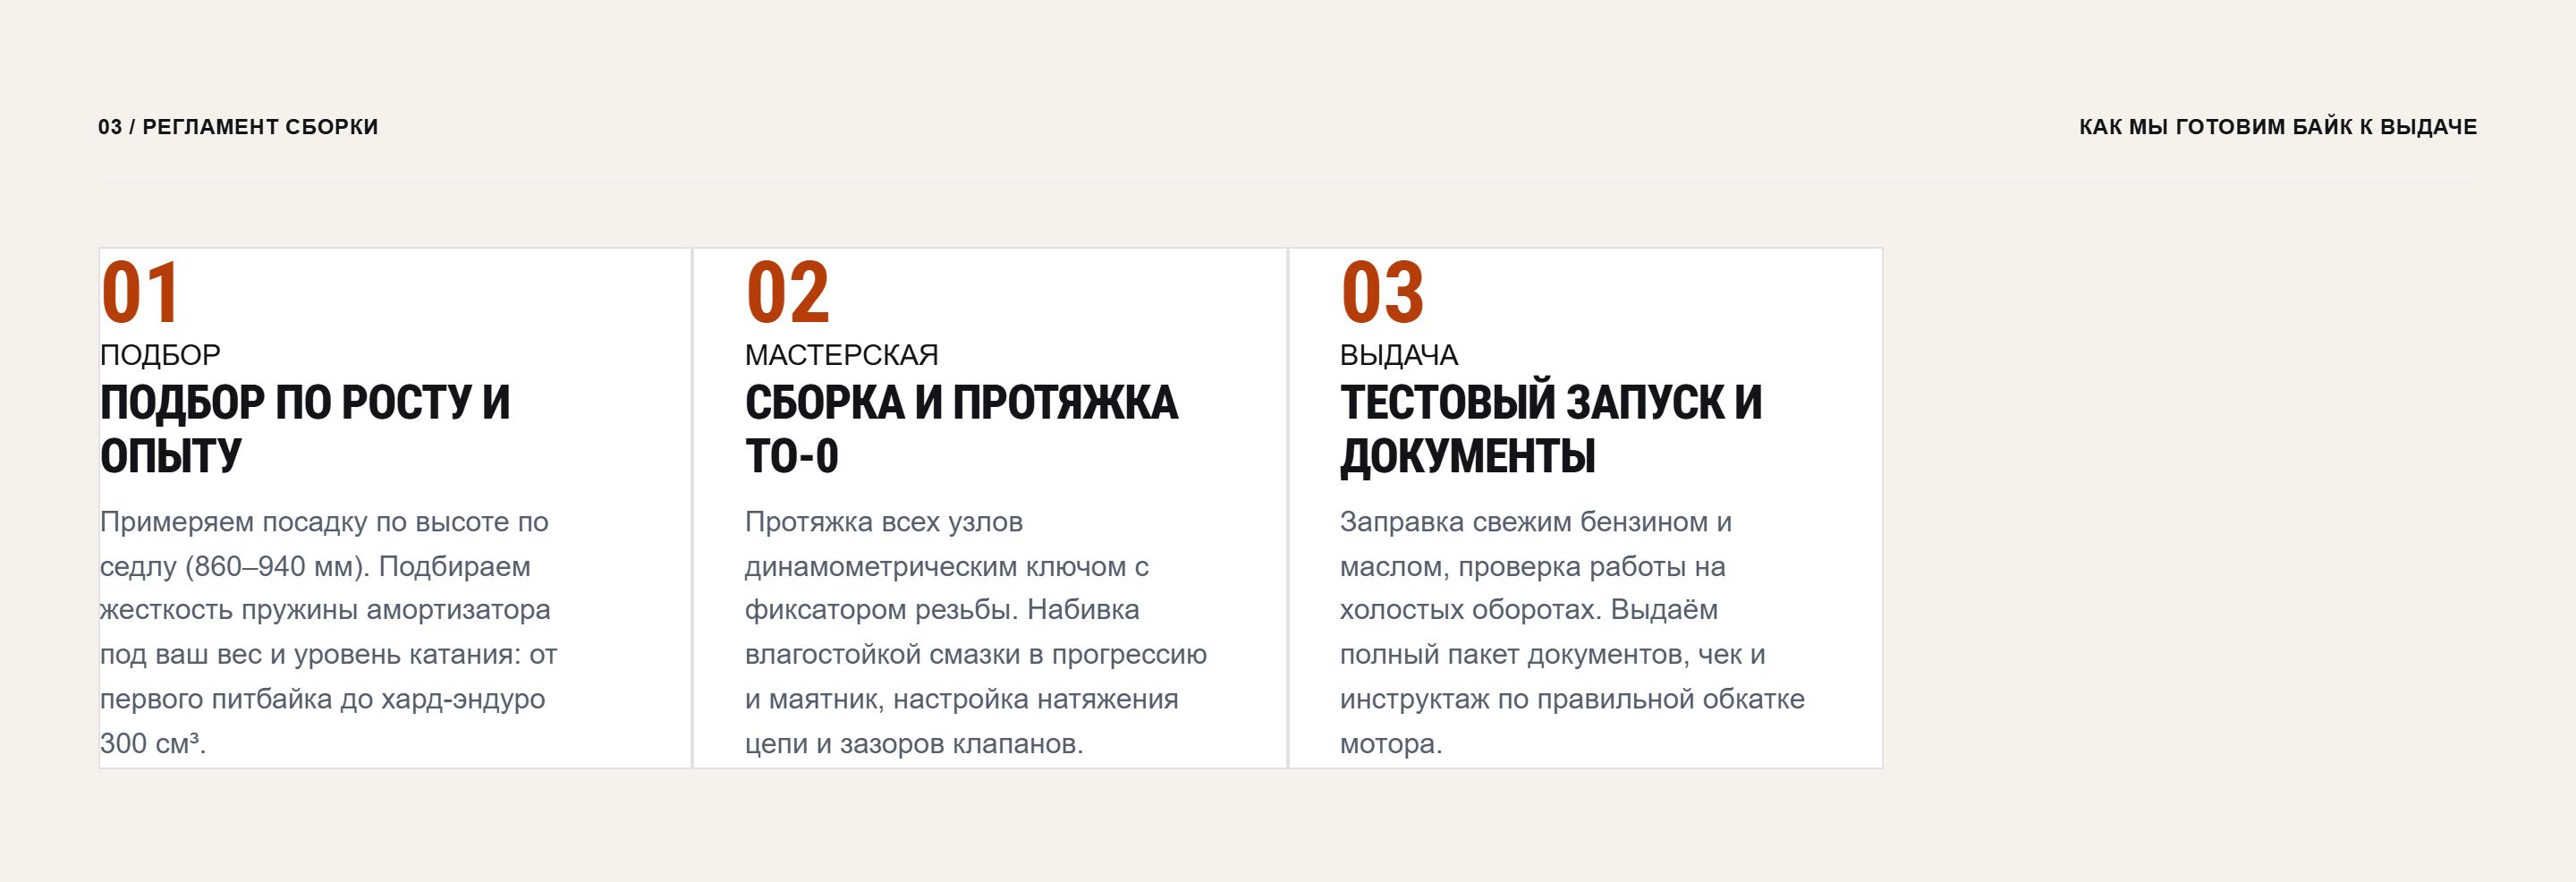 03 / РЕГЛАМЕНТ СБОРКИ
КАК МЫ ГОТОВИМ БАЙК К ВЫДАЧЕ
01
ПОДБОР
ПОДБОР ПО РОСТУ И
ОПЫТУ
Примеряем посадку по высоте по
седлу (860–940 мм). Подбираем
жесткость пружины амортизатора
под ваш вес и уровень катания: от
первого питбайка до хард-эндуро
300 см³.
02
МАСТЕРСКАЯ
СБОРКА И ПРОТЯЖКА
ТО-0
Протяжка всех узлов
динамометрическим ключом с
фиксатором резьбы. Набивка
влагостойкой смазки в прогрессию
и маятник, настройка натяжения
цепи и зазоров клапанов.
03
ВЫДАЧА
ТЕСТОВЫЙ ЗАПУСК И
ДОКУМЕНТЫ
Заправка свежим бензином и
маслом, проверка работы на
холостых оборотах. Выдаём
полный пакет документов, чек и
инструктаж по правильной обкатке
мотора.